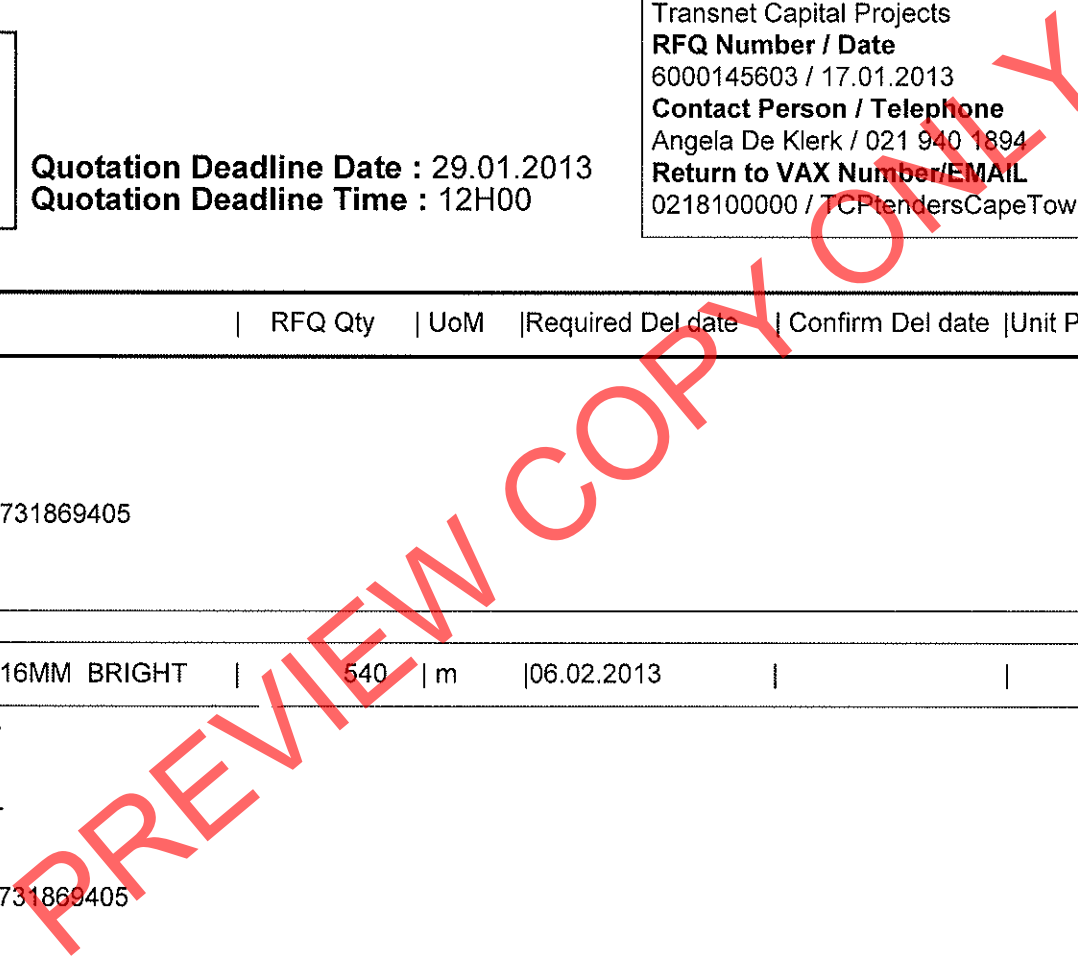 Transnet Capital Projects
RFQ Number / Date
6000145603 / 17.01.2013
Contact Person / Telephone
Angela De Klerk / 021 940 1894
Return to VAX Number/EMAIL
0218100000 / TCPtendersCapeTow
Quotation Deadline Date : 29.01.2013
Quotation Deadline Time : 12H00
| RFQ Qty | UoM |Required Del date | Confirm Del date |Unit P
731869405
16MM BRIGHT | 540 | m |06.02.2013 | |
731869405
PREVIEW COPY ONLY